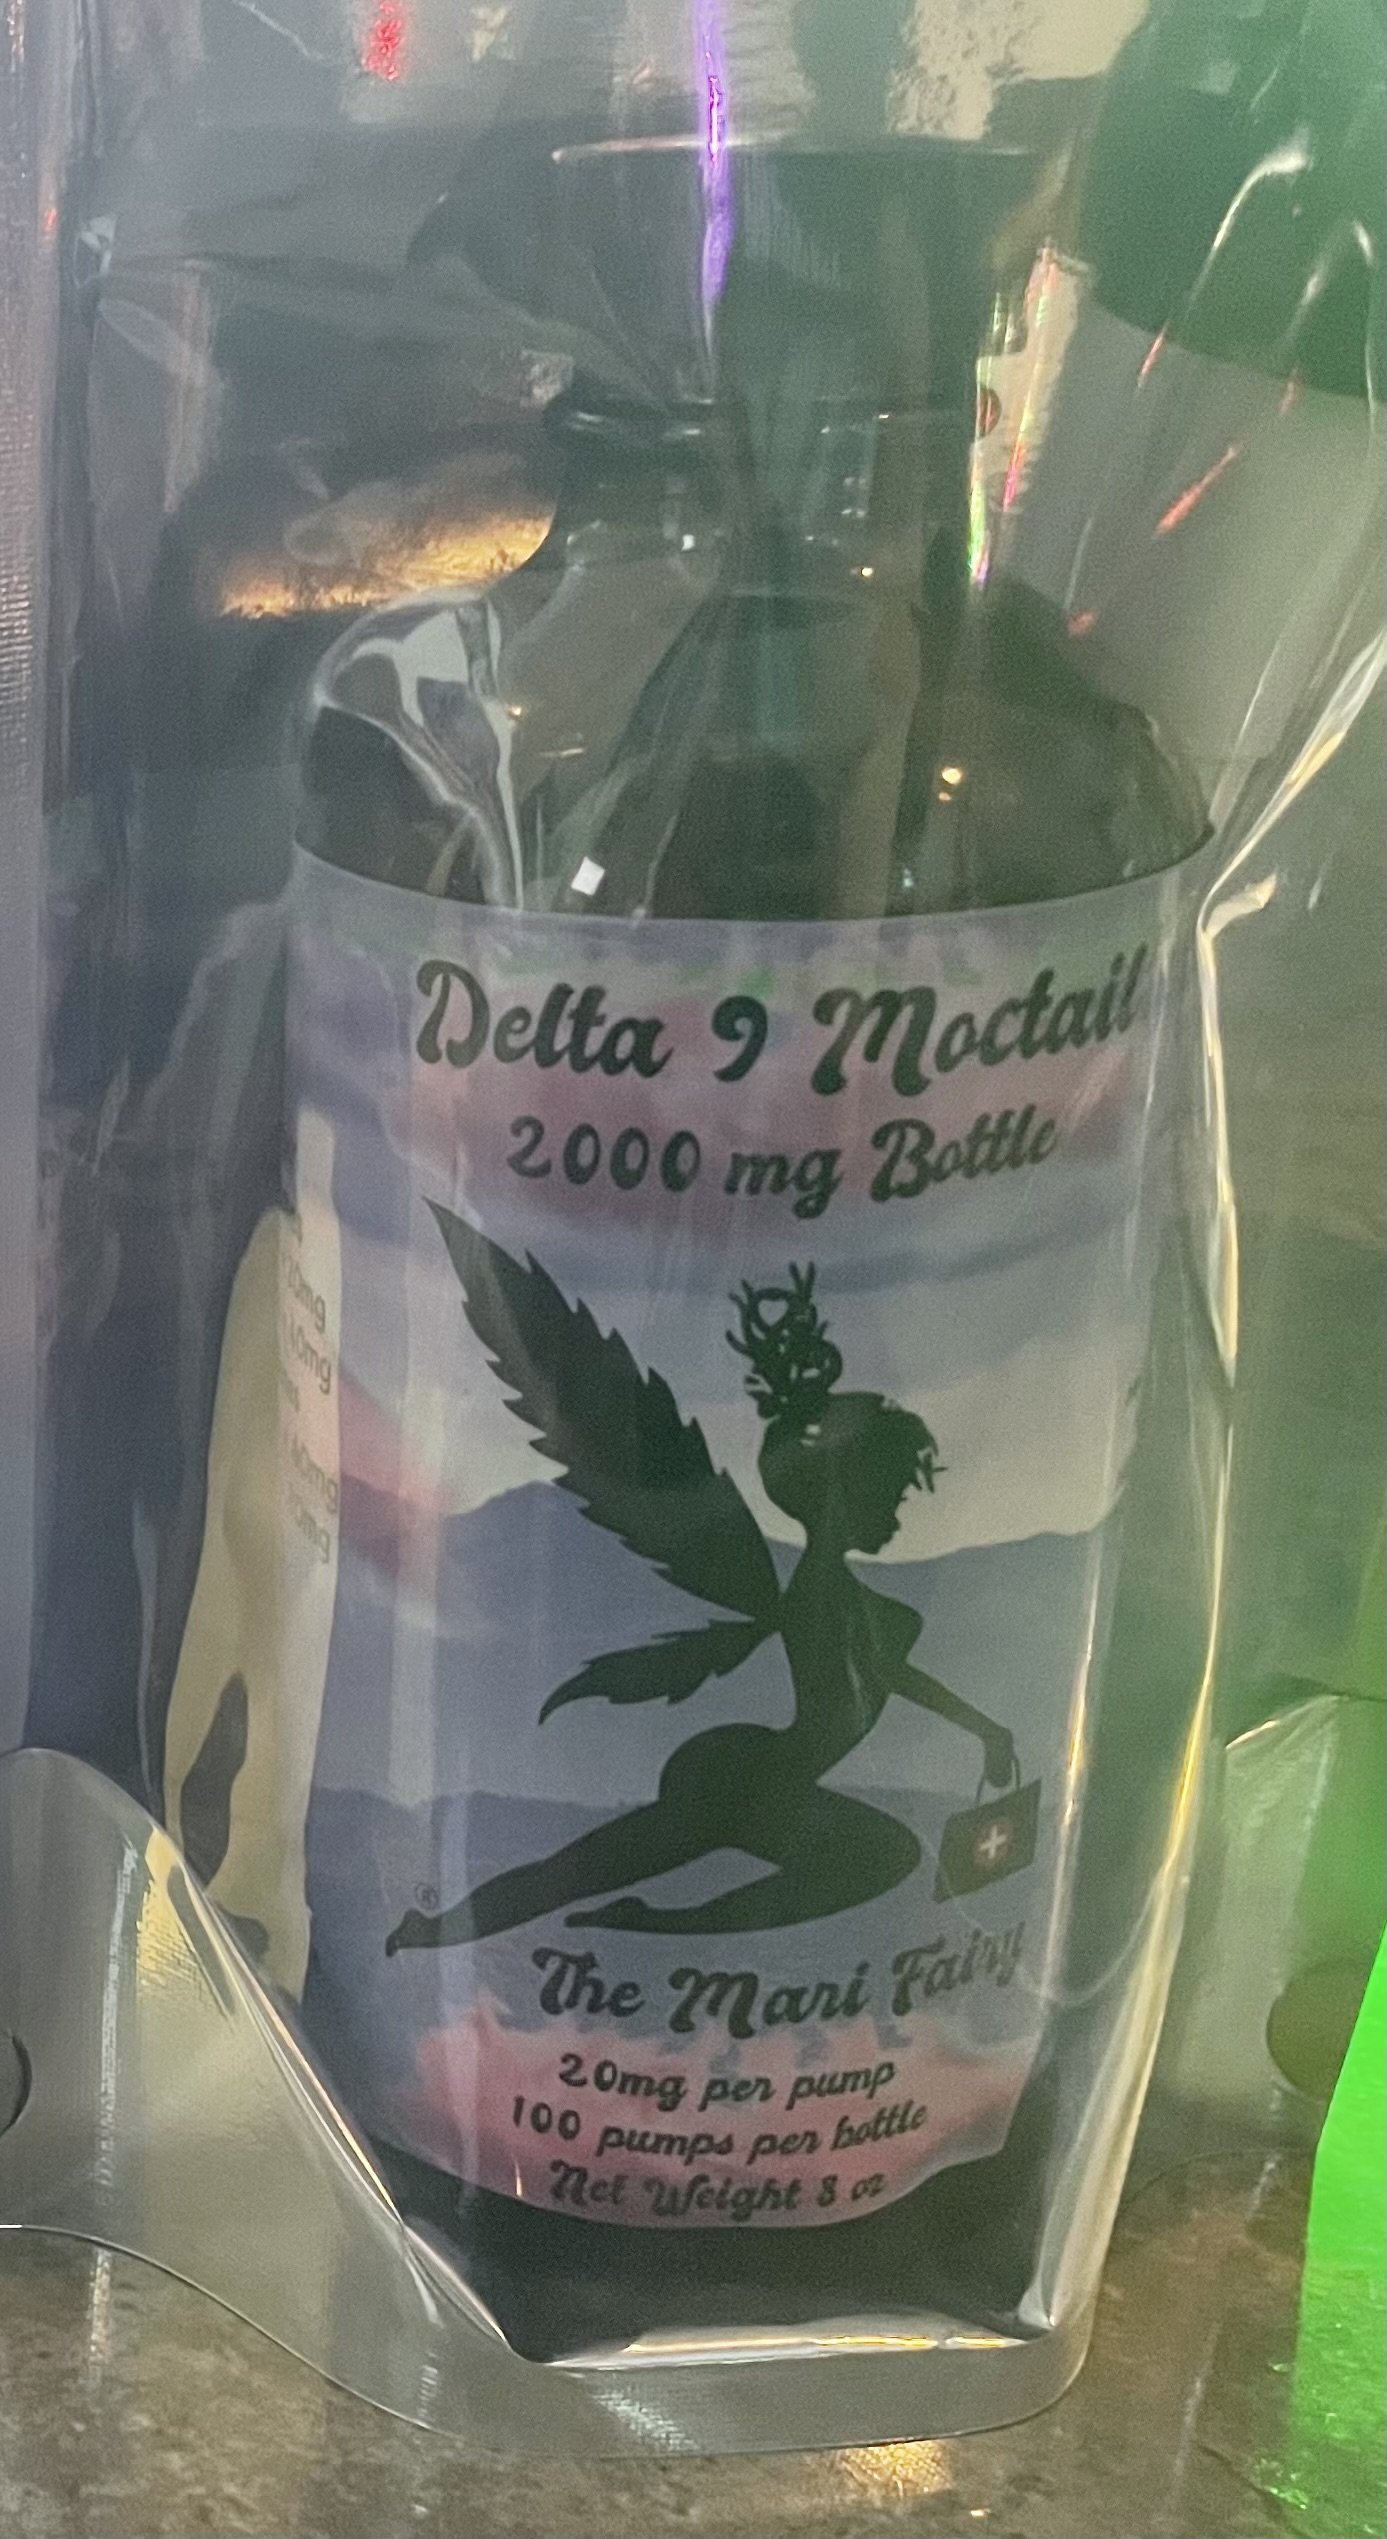 Delta 9 Moctail
2000 mg Bottle
®
The Mari Fairy
20mg per pump
100 pumps per bottle
Net Weight 8 oz